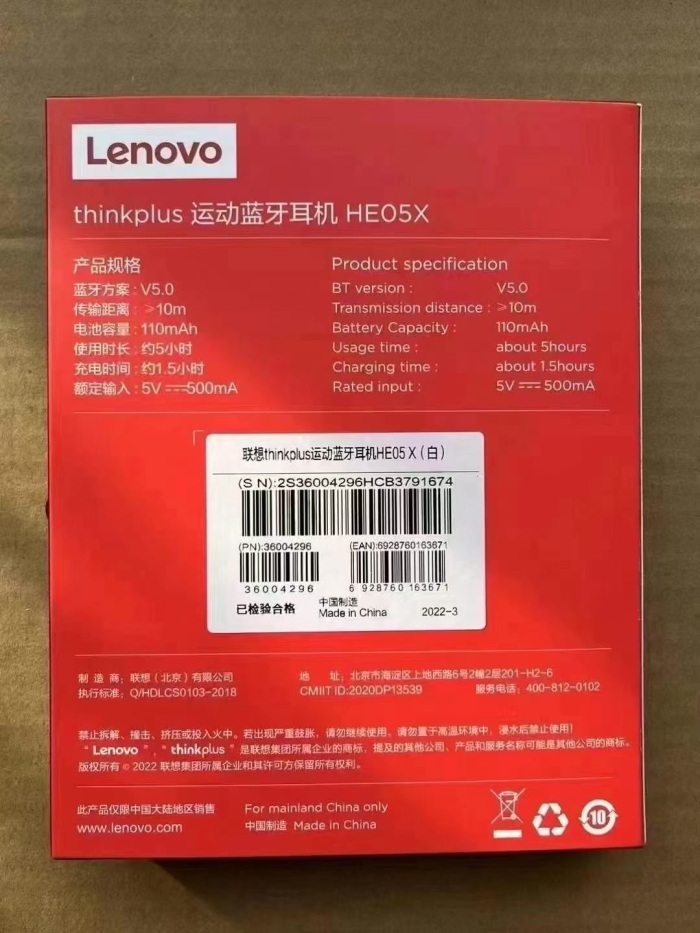 Lenovo
thinkplus 运动蓝牙耳机 HE05X
产品规格
蓝牙方案：V5.0
传输距离：≥10m
电池容量：110mAh
使用时长：约5小时
充电时间：约1.5小时
额定输入：5V⎓500mA
Product specification
BT version : V5.0
Transmission distance : ≥10m
Battery Capacity : 110mAh
Usage time : about 5hours
Charging time : about 1.5hours
Rated input : 5V⎓500mA
联想thinkplus运动蓝牙耳机HE05 X（白）
(S N):2S36004296HCB3791674
(PN):36004296
36004296
(EAN):6928760163671
6 928760 163671
已检验合格
中国制造
Made in China
2022-3
制 造 商：联想（北京）有限公司
执行标准：Q/HDLCS0103-2018
地 址：北京市海淀区上地西路6号2幢2层201-H2-6
CMIIT ID:2020DP13539 服务电话：400-812-0102
禁止拆解、撞击、挤压或投入火中。若出现严重鼓胀，请勿继续使用。请勿置于高温环境中，浸水后禁止使用！
“Lenovo”，“thinkplus”是联想集团所属企业的商标，提及的其他公司、产品和服务名称可能是其他公司的商标。
版权所有 © 2022 联想集团所属企业和其许可方保留所有权利。
此产品仅限中国大陆地区销售
www.lenovo.com
For mainland China only
中国制造 Made in China
10